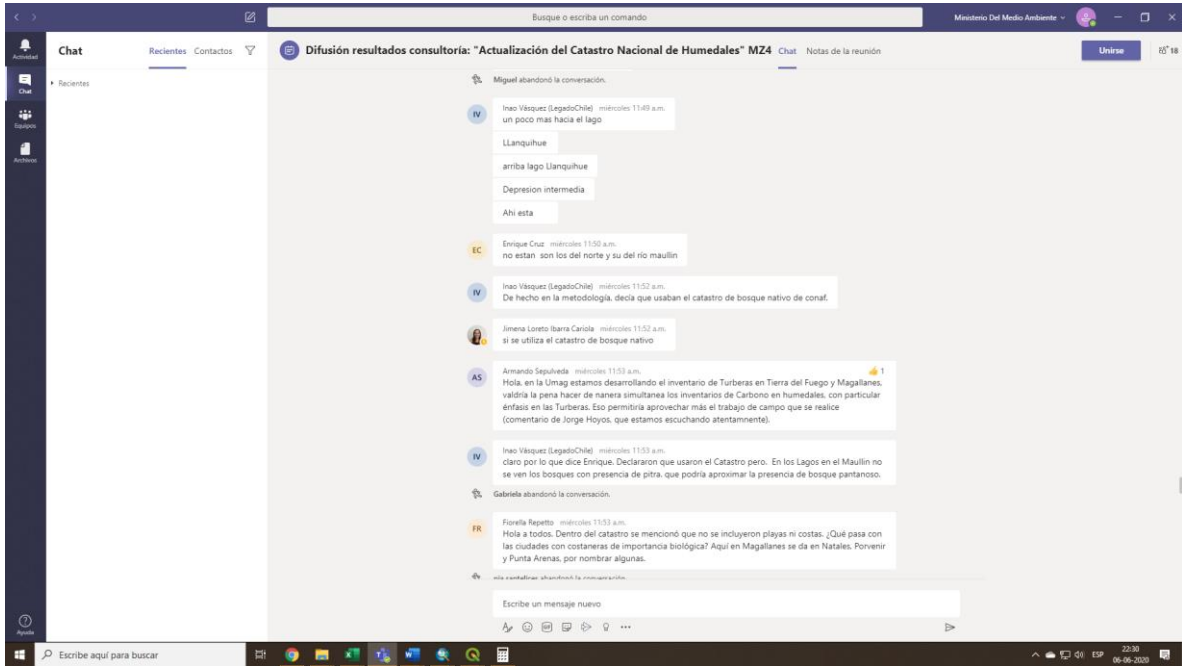 Busque o escriba un comando
Ministerio Del Medio Ambiente
Actividad
Chat
Equipos
Archivos
Ayuda
Chat
Recientes
Contactos
Recientes
Difusión resultados consultoría: "Actualización del Catastro Nacional de Humedales" MZ4
Chat
Notas de la reunión
Unirse
18
Miguel abandonó la conversación.
IV
Inao Vásquez (LegadoChile) miércoles 11:49 a.m.
un poco mas hacia el lago
LLanquihue
arriba lago Llanquihue
Depresion intermedia
Ahi esta
EC
Enrique Cruz miércoles 11:50 a.m.
no estan son los del norte y su del río maullin
IV
Inao Vásquez (LegadoChile) miércoles 11:52 a.m.
De hecho en la metodología, decía que usaban el catastro de bosque nativo de conaf.
Jimena Loreto Ibarra Cariola miércoles 11:52 a.m.
si se utiliza el catastro de bosque nativo
AS
Armando Sepulveda miércoles 11:53 a.m.
1
Hola, en la Umag estamos desarrollando el inventario de Turberas en Tierra del Fuego y Magallanes,
valdría la pena hacer de nanera simultanea los inventarios de Carbono en humedales, con particular
énfasis en las Turberas. Eso permitiría aprovechar más el trabajo de campo que se realice
(comentario de Jorge Hoyos, que estamos escuchando atentamnente).
IV
Inao Vásquez (LegadoChile) miércoles 11:53 a.m.
claro por lo que dice Enrique. Declararon que usaron el Catastro pero. En los Lagos en el Maullin no
se ven los bosques con presencia de pitra, que podría aproximar la presencia de bosque pantanoso.
Gabriela abandonó la conversación.
FR
Fiorella Repetto miércoles 11:53 a.m.
Hola a todos. Dentro del catastro se mencionó que no se incluyeron playas ni costas. ¿Qué pasa con
las ciudades con costaneras de importancia biológica? Aquí en Magallanes se da en Natales, Porvenir
y Punta Arenas, por nombrar algunas.
pia santelices abandonó la conversación.
Escribe un mensaje nuevo
GIF
Escribe aquí para buscar
ESP
22:30
06-06-2020